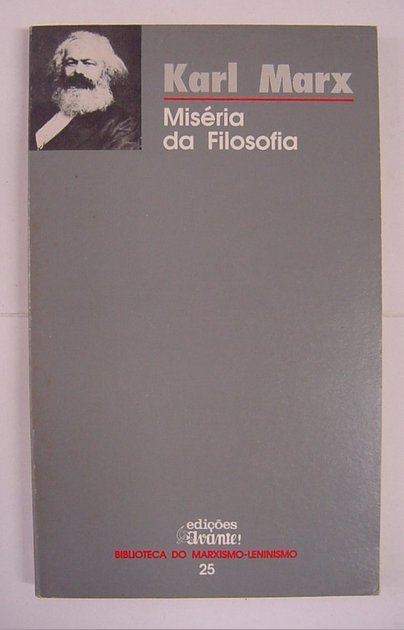 Karl Marx
Miséria
da Filosofia
edições
Avante!
BIBLIOTECA DO MARXISMO-LENINISMO
25